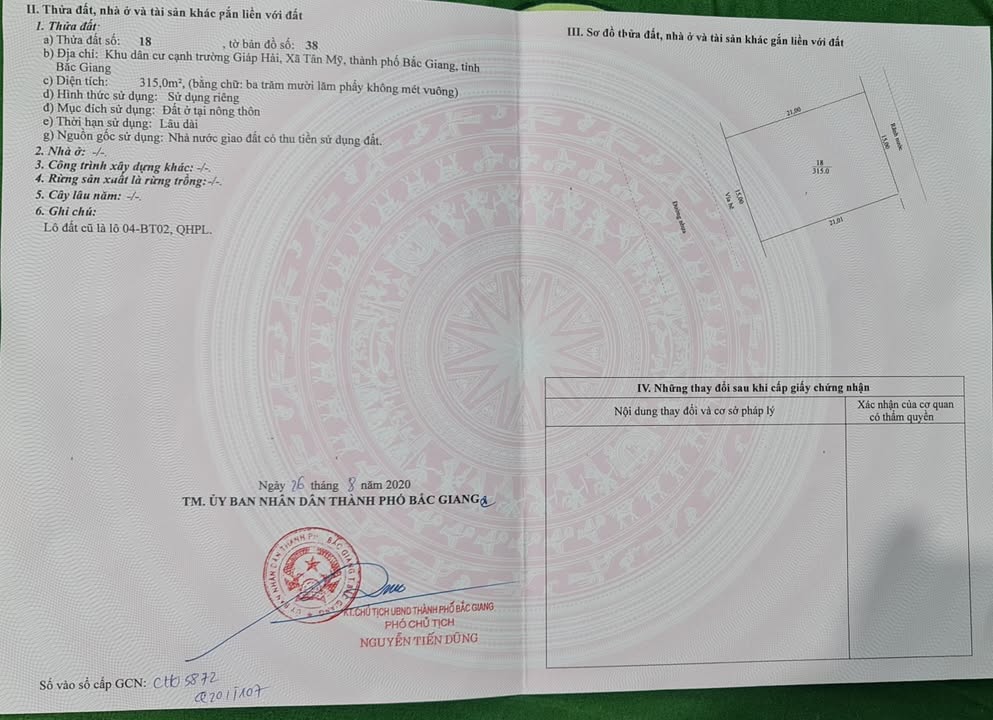 II. Thửa đất, nhà ở và tài sản khác gắn liền với đất
1. Thửa đất:
a) Thửa đất số: 18 , tờ bản đồ số: 38
b) Địa chỉ: Khu dân cư cạnh trường Giáp Hải, Xã Tân Mỹ, thành phố Bắc Giang, tỉnh
Bắc Giang
c) Diện tích: 315,0m², (bằng chữ: ba trăm mười lăm phẩy không mét vuông)
d) Hình thức sử dụng: Sử dụng riêng
đ) Mục đích sử dụng: Đất ở tại nông thôn
e) Thời hạn sử dụng: Lâu dài
g) Nguồn gốc sử dụng: Nhà nước giao đất có thu tiền sử dụng đất.
2. Nhà ở: -/-.
3. Công trình xây dựng khác: -/-.
4. Rừng sản xuất là rừng trồng: -/-.
5. Cây lâu năm: -/-.
6. Ghi chú:
Lô đất cũ là lô 04-BT02, QHPL.
Ngày 26 tháng 8 năm 2020
TM. ỦY BAN NHÂN DÂN THÀNH PHỐ BẮC GIANG
KT.CHỦ TỊCH UBND THÀNH PHỐ BẮC GIANG
PHÓ CHỦ TỊCH
NGUYỄN TIẾN DŨNG
Số vào sổ cấp GCN: CH05872
III. Sơ đồ thửa đất, nhà ở và tài sản khác gắn liền với đất
21,00
Rãnh nước
15,00
18
315.0
15,00
Vỉa hè
Đường nhựa
21,01
IV. Những thay đổi sau khi cấp giấy chứng nhận
Nội dung thay đổi và cơ sở pháp lý
Xác nhận của cơ quan
có thẩm quyền